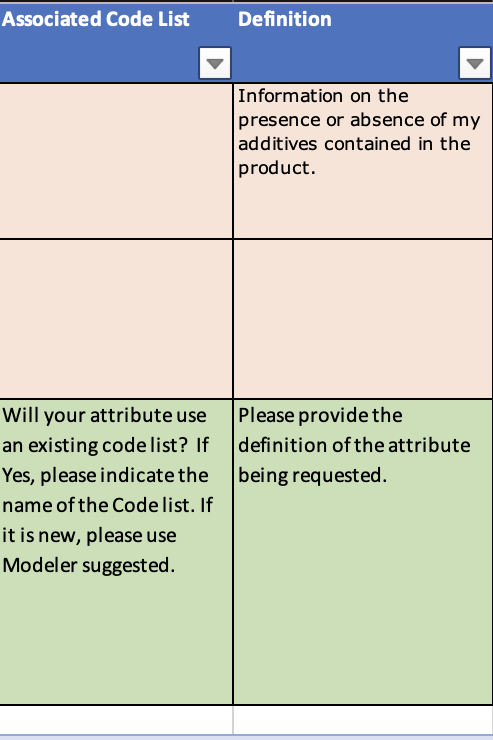 Associated Code List
Definition
Information on the
presence or absence of my
additives contained in the
product.
Will your attribute use
an existing code list?  If
Yes, please indicate the
name of the Code list. If
it is new, please use
Modeler suggested.
Please provide the
definition of the attribute
being requested.